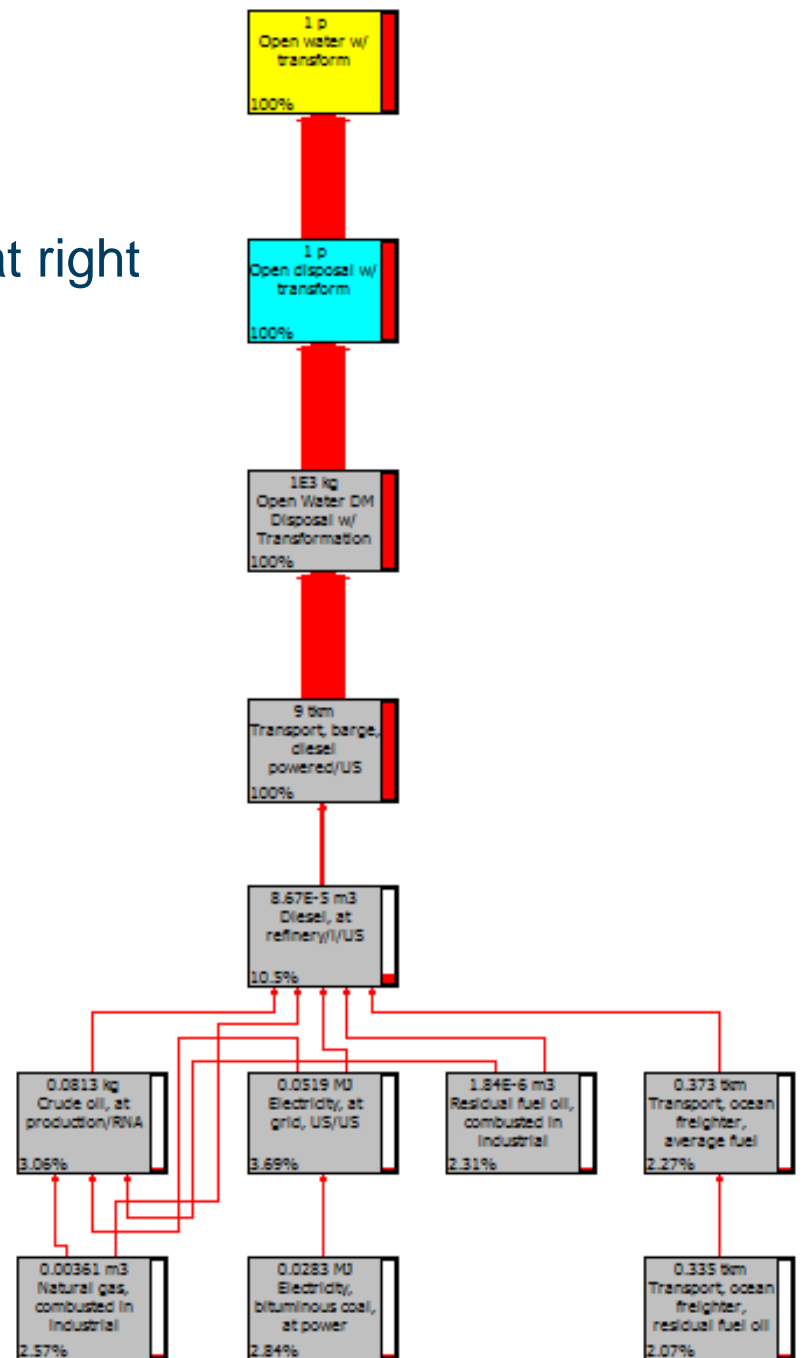 1 p
Open water w/
transform
100%
at right
1 p
Open disposal w/
transform
100%
1E3 kg
Open Water DM
Disposal w/
Transformation
100%
9 tkm
Transport, barge,
diesel
powered/US
100%
8.67E-5 m3
Diesel, at
refinery/l/US
10.5%
0.0813 kg
Crude oil, at
production/RNA
3.06%
0.0519 MJ
Electricity, at
grid, US/US
3.69%
1.84E-6 m3
Residual fuel oil,
combusted in
industrial
2.31%
0.373 tkm
Transport, ocean
freighter,
average fuel
2.27%
0.00361 m3
Natural gas,
combusted in
industrial
2.57%
0.0283 MJ
Electricity,
bituminous coal,
at power
2.84%
0.335 tkm
Transport, ocean
freighter,
residual fuel oil
2.07%